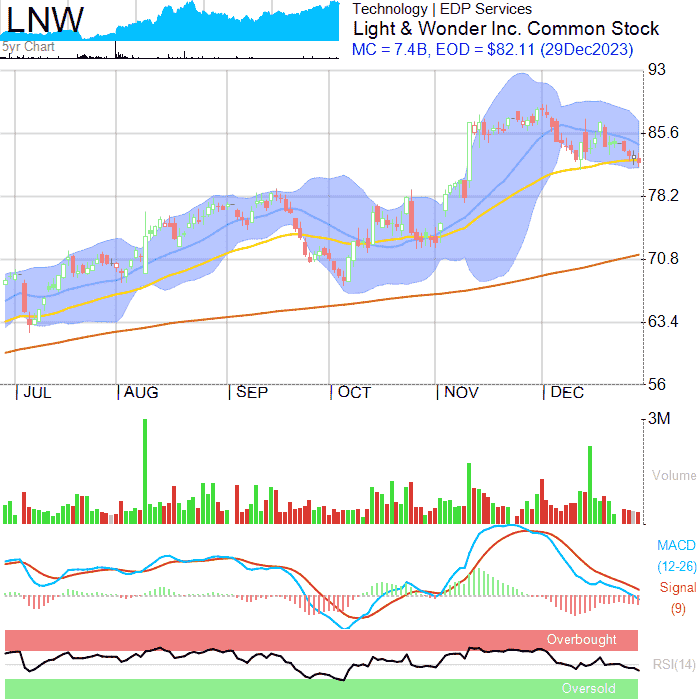 LNW
5yr Chart
Technology | EDP Services
Light & Wonder Inc. Common Stock
MC = 7.4B, EOD = $82.11 (29Dec2023)
93
85.6
78.2
70.8
63.4
56
JUL AUG SEP OCT NOV DEC
3M
Volume
MACD
(12-26)
Signal
(9)
Overbought
RSI(14)
Oversold